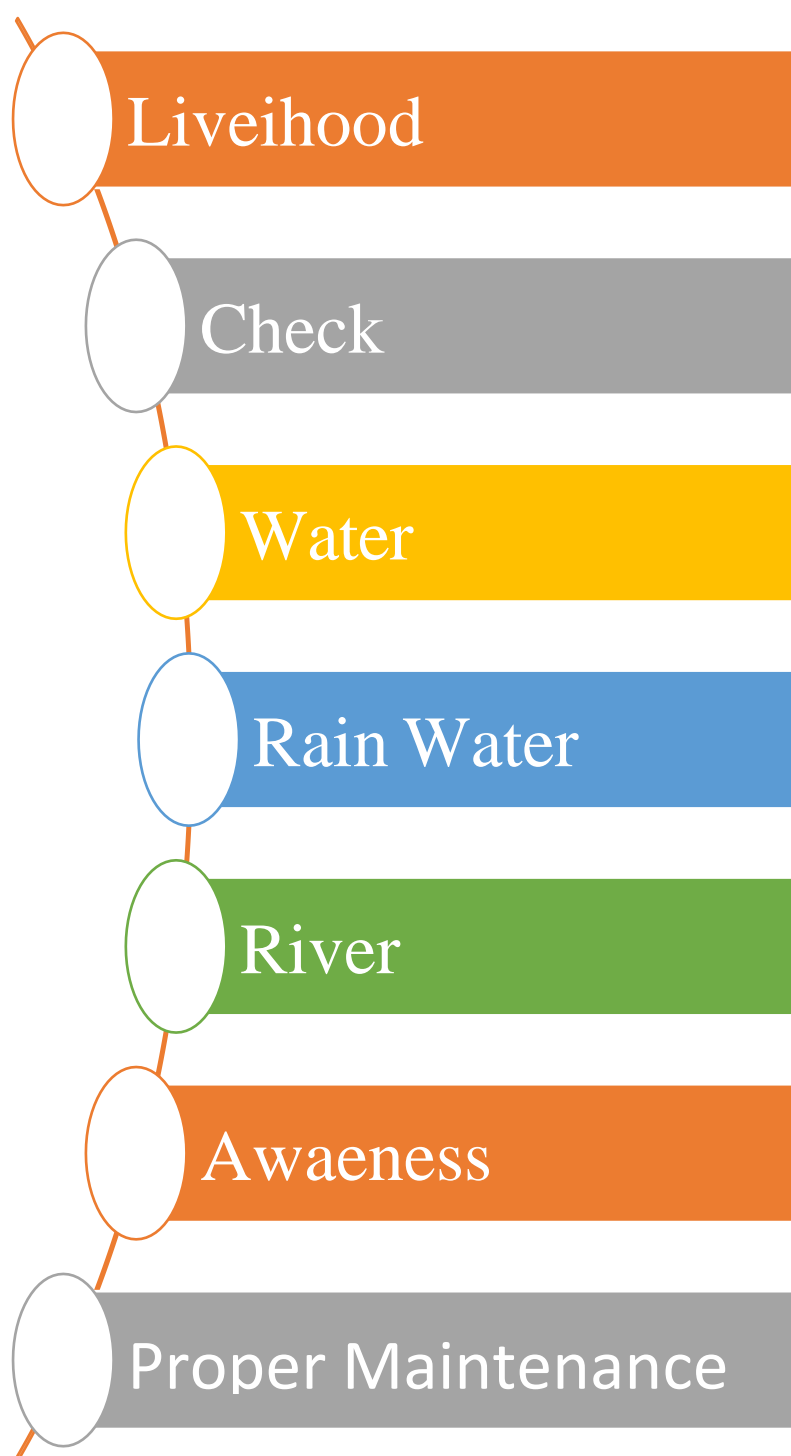 Liveihood
Check
Water
Rain Water
River
Awaeness
Proper Maintenance